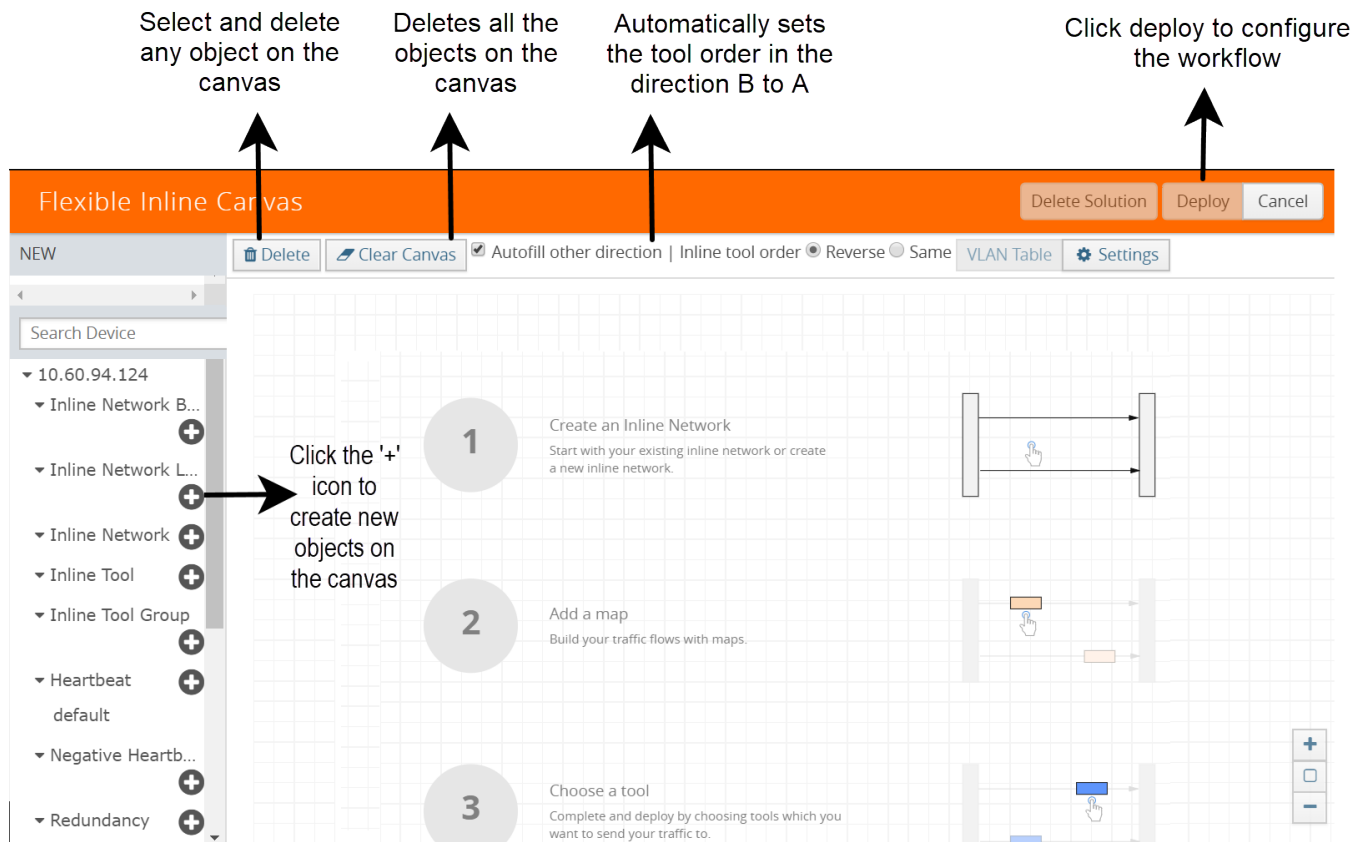 Select and delete
any object on the
canvas
Deletes all the
objects on the
canvas
Automatically sets
the tool order in the
direction B to A
Click deploy to configure
the workflow
Flexible Inline Canvas
Delete Solution
Deploy
Cancel
NEW
Delete
Clear Canvas
Autofill other direction | Inline tool order
Reverse
Same
VLAN Table
Settings
Search Device
10.60.94.124
Inline Network B...
Inline Network L...
Inline Network
Inline Tool
Inline Tool Group
Heartbeat
default
Negative Heartb...
Redundancy
Click the '+'
icon to
create new
objects on
the canvas
1
Create an Inline Network
Start with your existing inline network or create
a new inline network.
2
Add a map
Build your traffic flows with maps.
3
Choose a tool
Complete and deploy by choosing tools which you
want to send your traffic to.